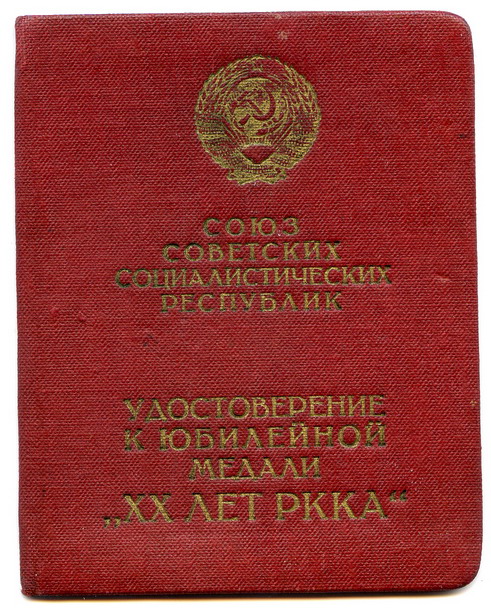 СОЮЗ
СОВЕТСКИХ
СОЦИАЛИСТИЧЕСКИХ
РЕСПУБЛИК
УДОСТОВЕРЕНИЕ
К ЮБИЛЕЙНОЙ
МЕДАЛИ
„XX ЛЕТ РККА“